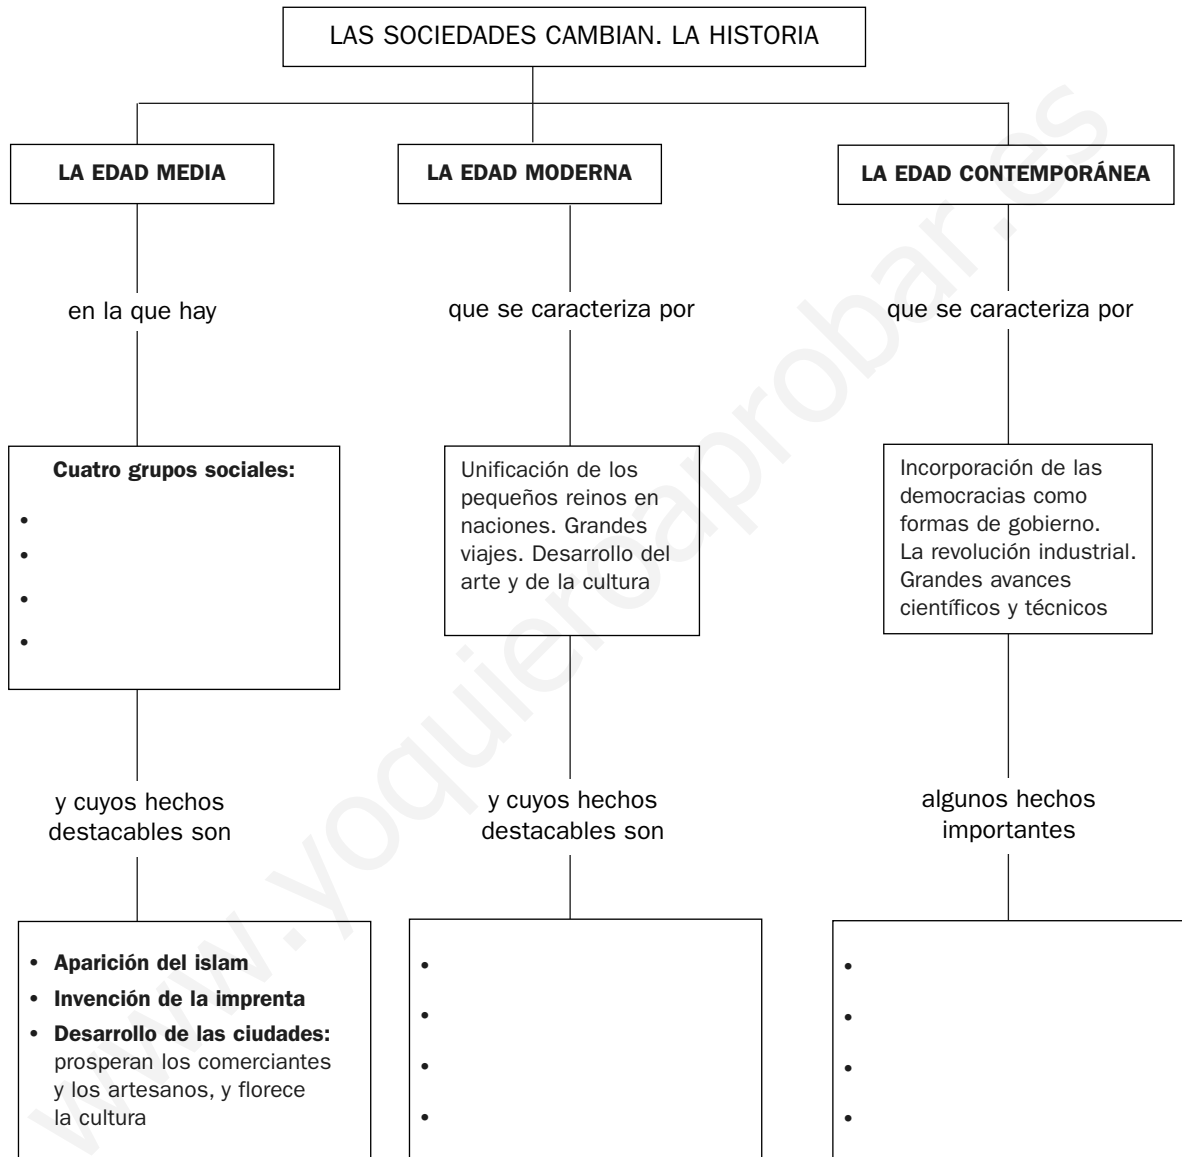 LAS SOCIEDADES CAMBIAN. LA HISTORIA
LA EDAD MEDIA
en la que hay
Cuatro grupos sociales:
•
•
•
•
y cuyos hechos
destacables son
• Aparición del islam
• Invención de la imprenta
• Desarrollo de las ciudades:
prosperan los comerciantes
y los artesanos, y florece
la cultura
LA EDAD MODERNA
que se caracteriza por
Unificación de los
pequeños reinos en
naciones. Grandes
viajes. Desarrollo del
arte y de la cultura
y cuyos hechos
destacables son
•
•
•
•
LA EDAD CONTEMPORÁNEA
que se caracteriza por
Incorporación de las
democracias como
formas de gobierno.
La revolución industrial.
Grandes avances
científicos y técnicos
algunos hechos
importantes
•
•
•
•
www.yoquieroaprobar.es